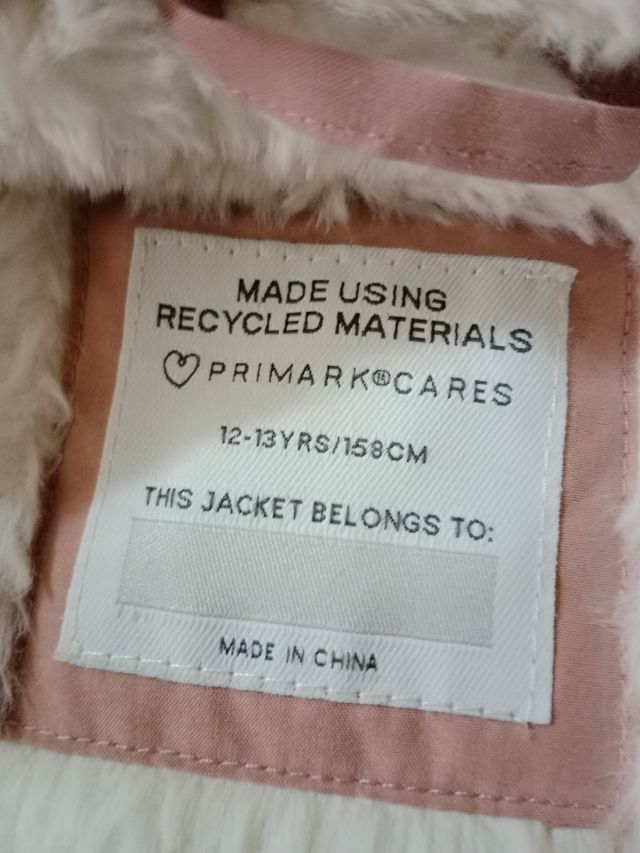 MADE USING
RECYCLED MATERIALS
PRIMARK®CARES
12-13YRS/158CM
THIS JACKET BELONGS TO:
MADE IN CHINA